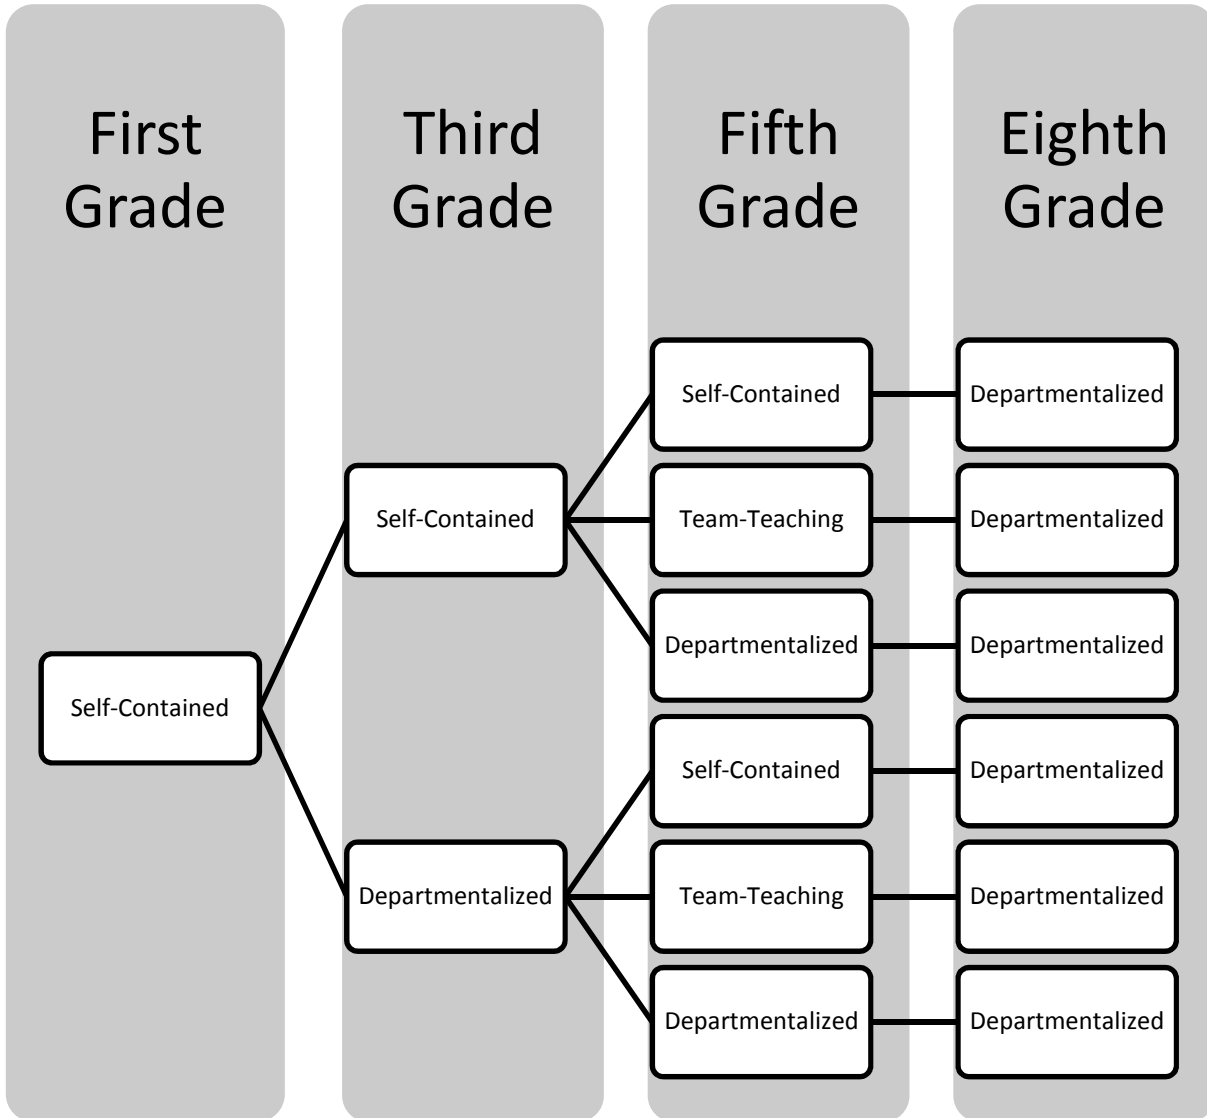 First
Grade
Third
Grade
Fifth
Grade
Eighth
Grade
Self-Contained
Self-Contained
Departmentalized
Self-Contained
Team-Teaching
Departmentalized
Self-Contained
Team-Teaching
Departmentalized
Departmentalized
Departmentalized
Departmentalized
Departmentalized
Departmentalized
Departmentalized